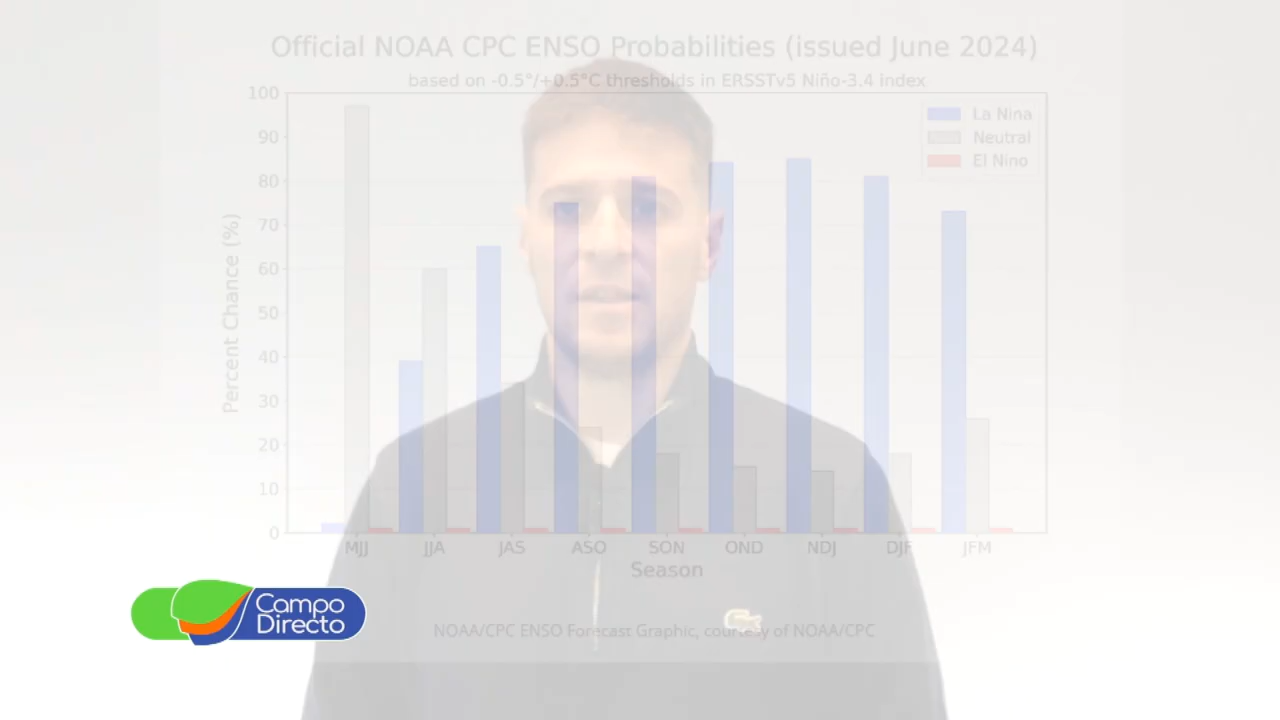 Official NOAA CPC ENSO Probabilities (issued June 2024)
based on -0.5°/+0.5°C thresholds in ERSSTv5 Niño-3.4 index
100
90
80
70
60
50
40
30
20
10
0
Percent Chance (%)
La Nina
Neutral
El Nino
MJJ JJA JAS ASO SON OND NDJ DJF JFM
Season
NOAA/CPC ENSO Forecast Graphic, courtesy of NOAA/CPC
Campo
Directo